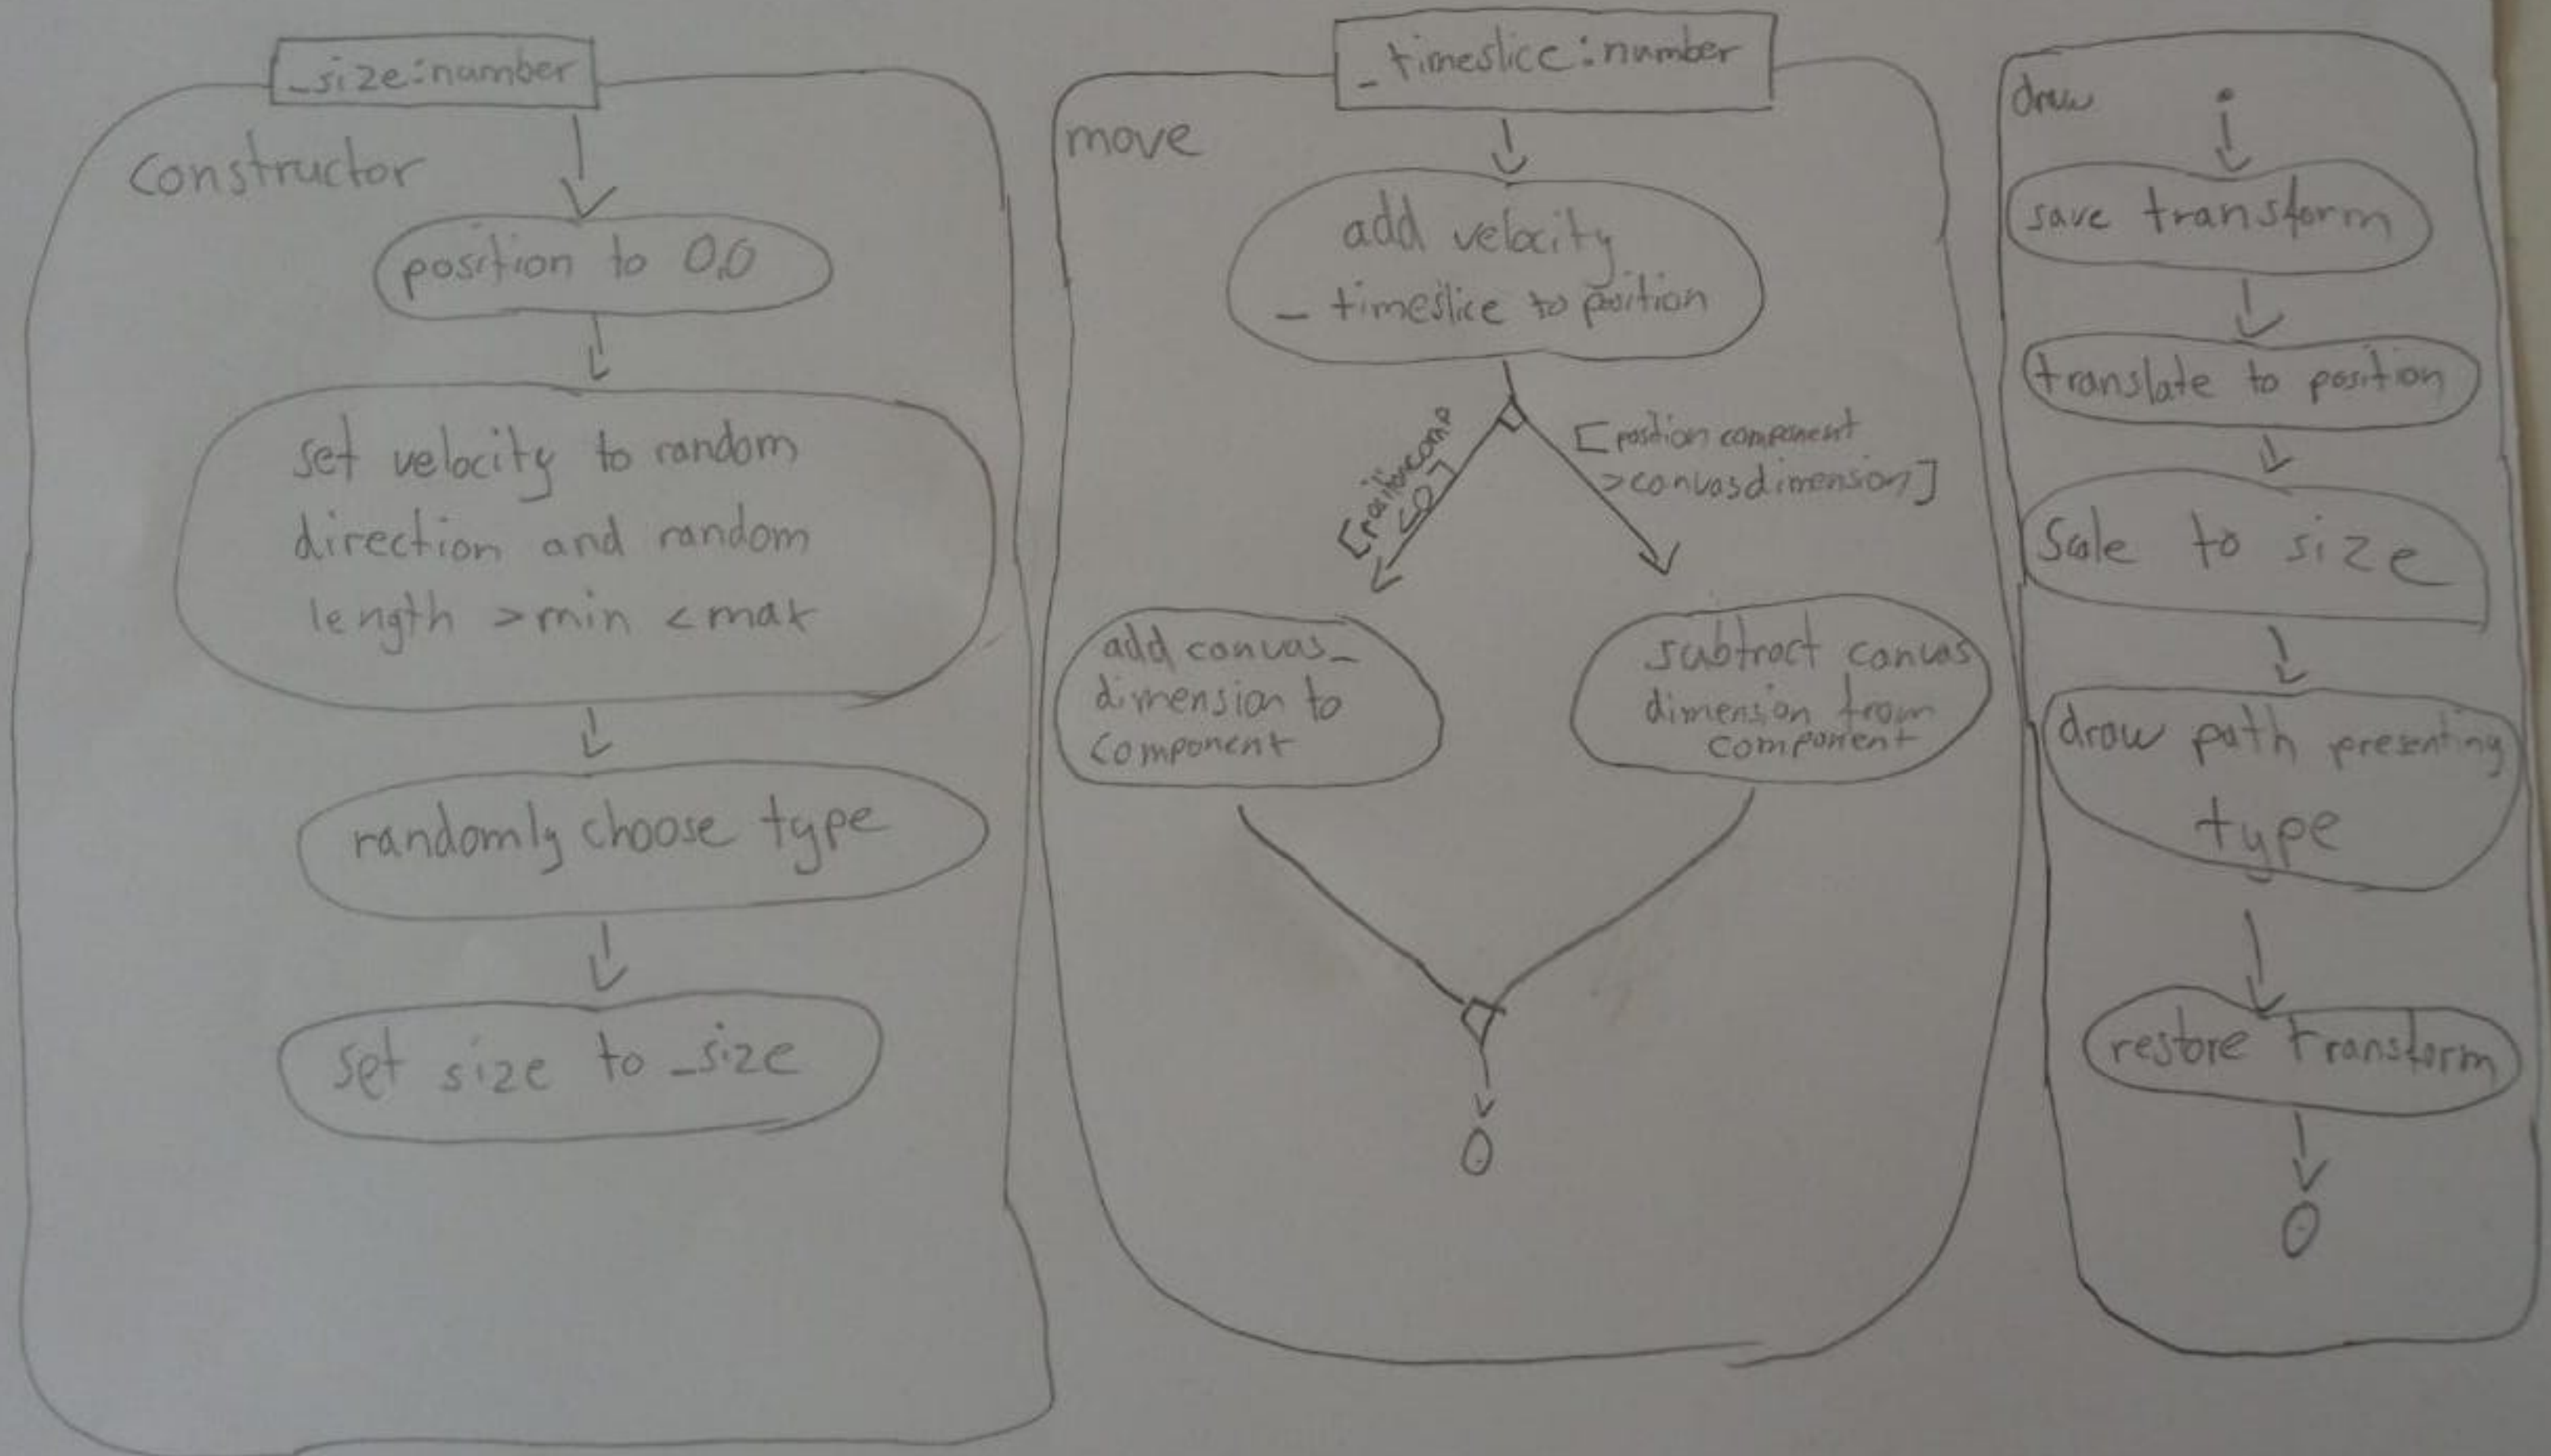 _size:number
constructor
position to 0,0
set velocity to random
direction and random
length >min <max
randomly choose type
set size to _size
_timeslice:number
move
add velocity
_timeslice to position
[position comp
<0]
[position component
>canvasdimension]
add canvas_
dimension to
component
subtract canvas
dimension from
component
draw
save transform
translate to position
Scale to size
draw path presenting
type
restore transform